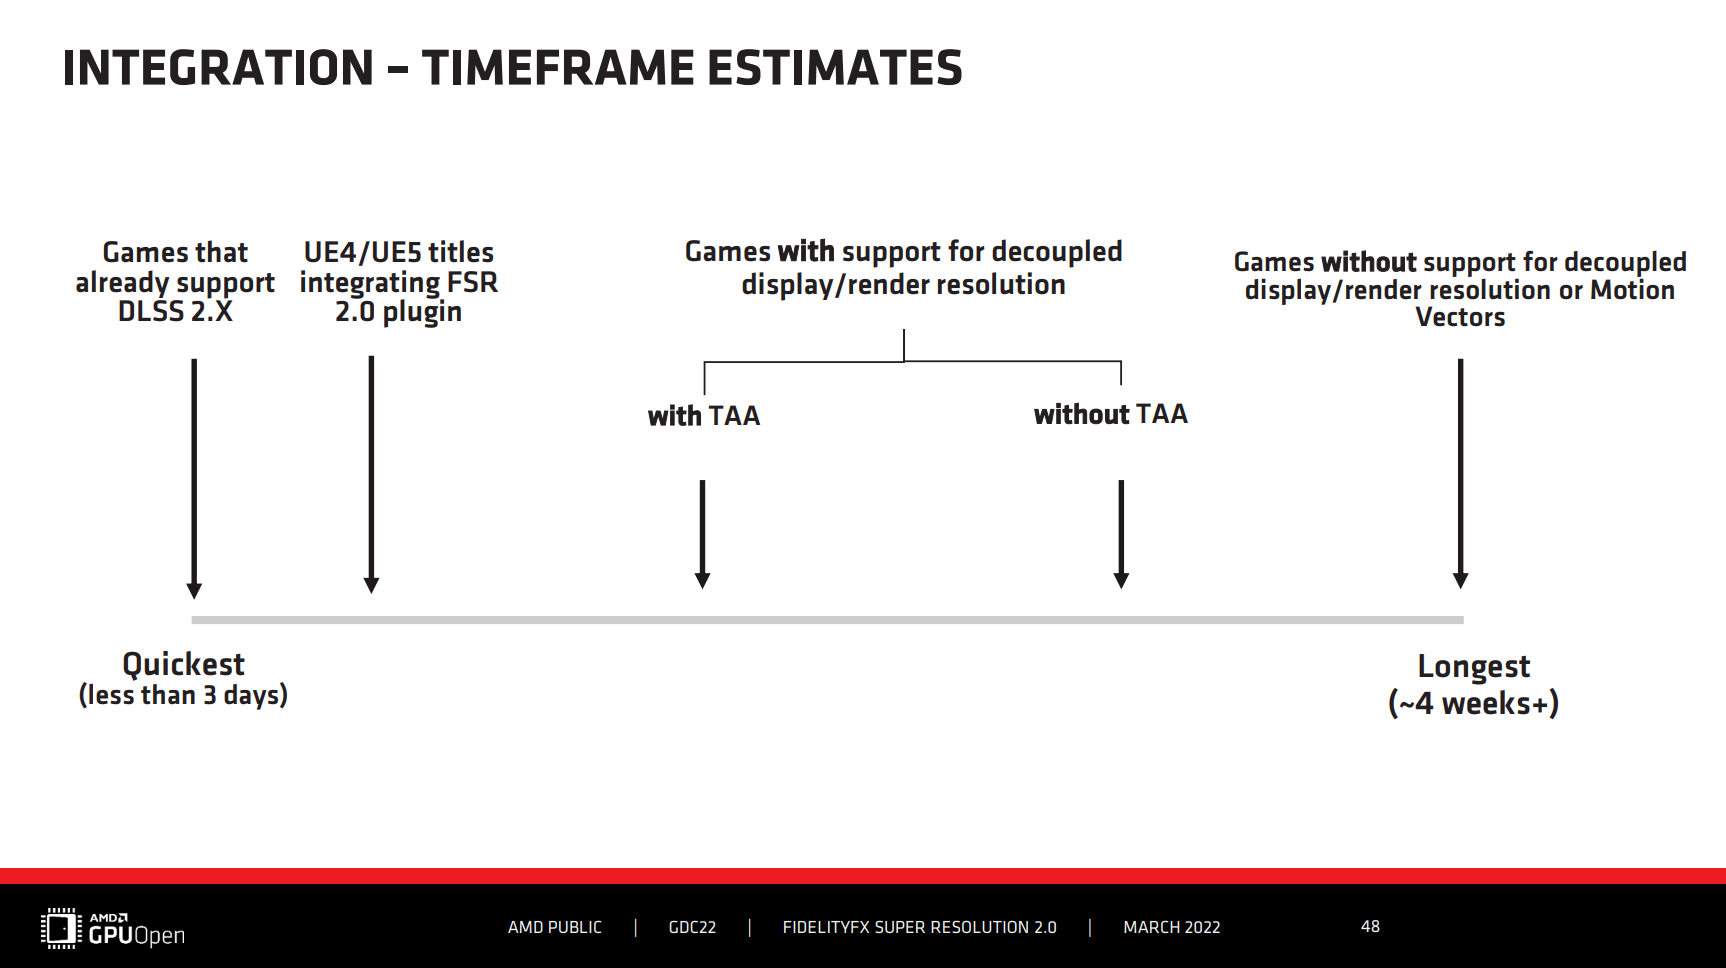 INTEGRATION – TIMEFRAME ESTIMATES
Games that
already support
DLSS 2.X
UE4/UE5 titles
integrating FSR
2.0 plugin
Games with support for decoupled
display/render resolution
with TAA
without TAA
Games without support for decoupled
display/render resolution or Motion
Vectors
Quickest
(less than 3 days)
Longest
(~4 weeks+)
AMD
GPUOpen
AMD PUBLIC | GDC22 | FIDELITYFX SUPER RESOLUTION 2.0 | MARCH 2022
48